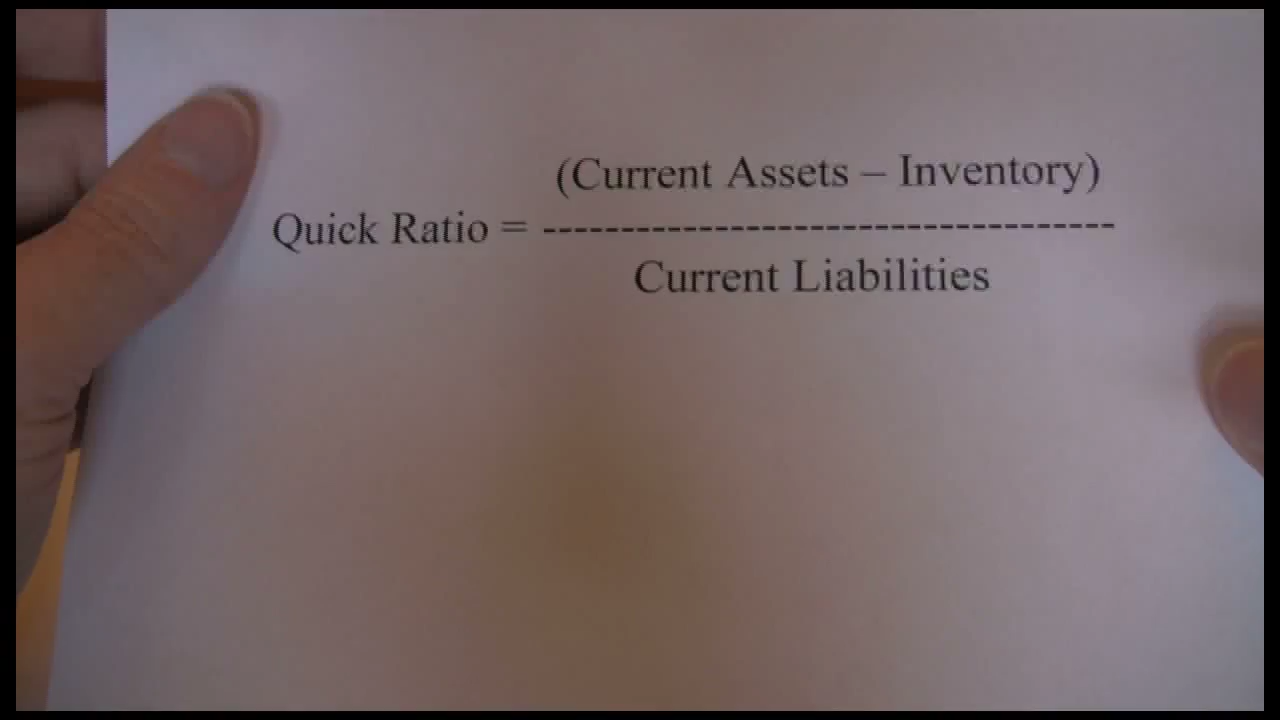 (Current Assets – Inventory)
Quick Ratio = ------------------------------------
Current Liabilities